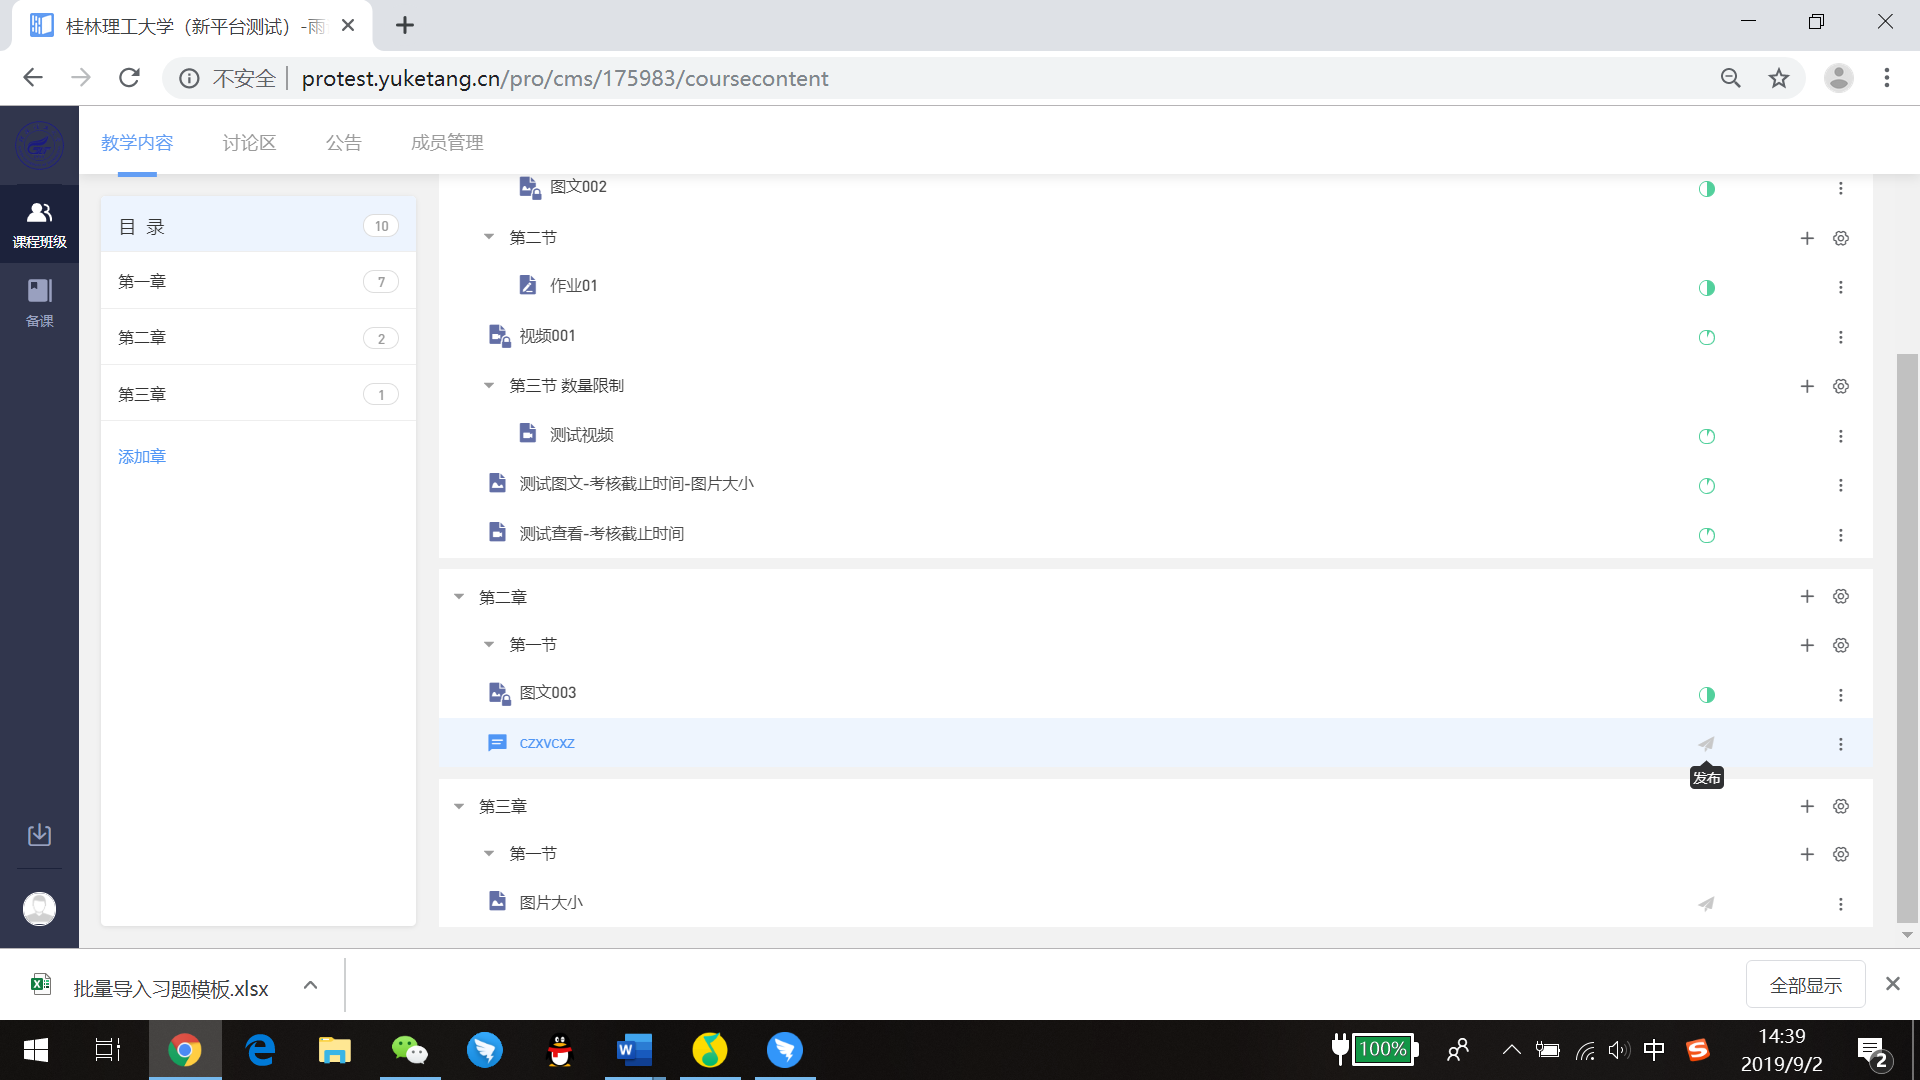 桂林理工大学（新平台测试）-雨
不安全 protest.yuketang.cn/pro/cms/175983/coursecontent
课程班级
备课
教学内容 讨论区 公告 成员管理
目 录 10
第一章 7
第二章 2
第三章 1
添加章
图文002
第二节
作业01
视频001
第三节 数量限制
测试视频
测试图文-考核截止时间-图片大小
测试查看-考核截止时间
第二章
第一节
图文003
czxvcxz
发布
第三章
第一节
图片大小
批量导入习题模板.xlsx
全部显示
100%
中
14:39
2019/9/2
2